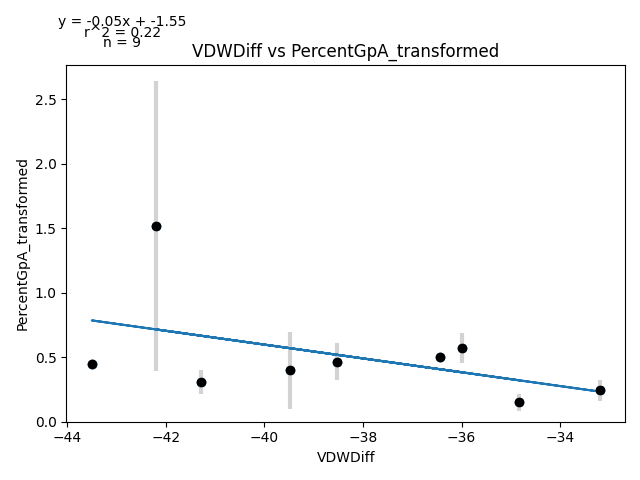 y = -0.05x + -1.55
r^2 = 0.22
n = 9
VDWDiff vs PercentGpA_transformed
PercentGpA_transformed
2.5
2.0
1.5
1.0
0.5
0.0
−44
−42
−40
−38
−36
−34
VDWDiff